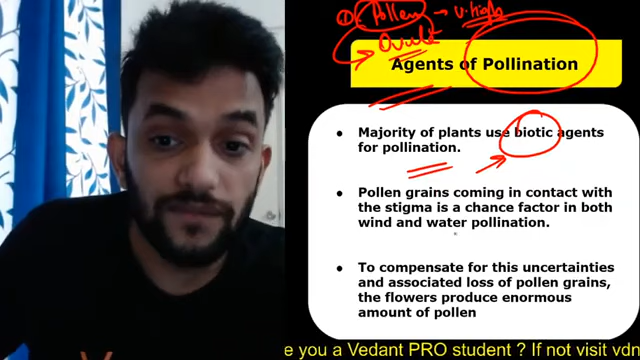 ① Pollen → v.high
Ovule
Agents of Pollination
• Majority of plants use biotic agents
for pollination.
• Pollen grains coming in contact with
the stigma is a chance factor in both
wind and water pollination.
• To compensate for this uncertainties
and associated loss of pollen grains,
the flowers produce enormous
amount of pollen
e you a Vedant PRO student ? If not visit vdn